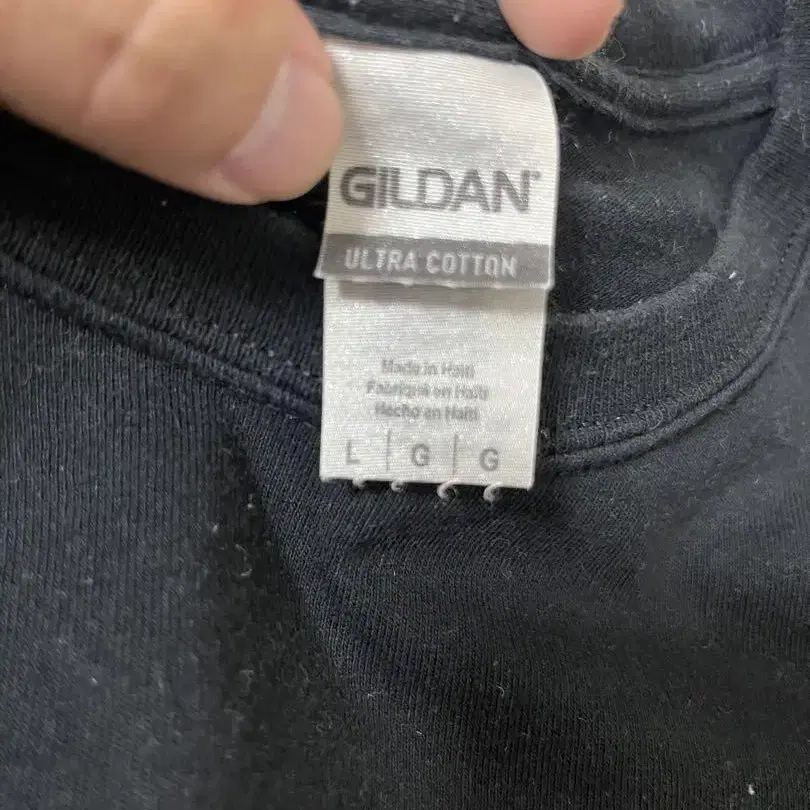 GILDAN
ULTRA COTTON
Made in Haiti
Fabriqué en Haïti
Hecho en Haití
L | G | G